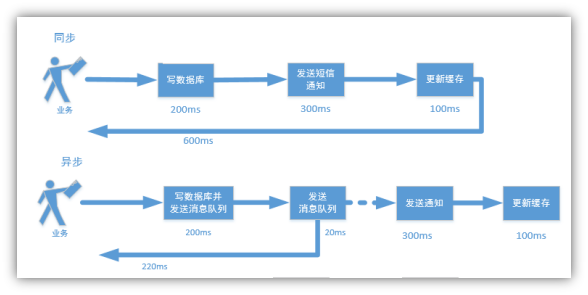 同步
写数据库
发送短信
通知
更新缓存
业务
200ms
300ms
100ms
600ms
异步
写数据库并
发送消息队列
发送
消息队列
发送通知
更新缓存
业务
200ms
20ms
300ms
100ms
220ms